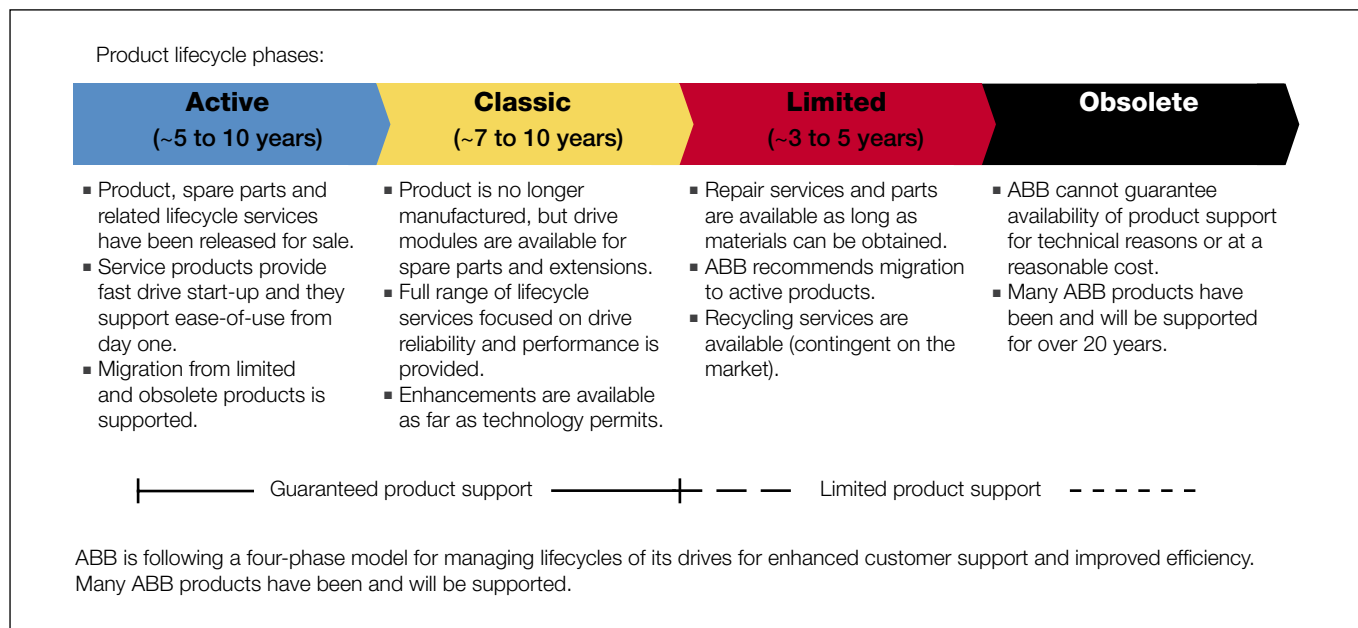 Product lifecycle phases:
Active
(~5 to 10 years)
Classic
(~7 to 10 years)
Limited
(~3 to 5 years)
Obsolete
▪ Product, spare parts and
related lifecycle services
have been released for sale.
▪ Service products provide
fast drive start-up and they
support ease-of-use from
day one.
▪ Migration from limited
and obsolete products is
supported.
▪ Product is no longer
manufactured, but drive
modules are available for
spare parts and extensions.
▪ Full range of lifecycle
services focused on drive
reliability and performance is
provided.
▪ Enhancements are available
as far as technology permits.
▪ Repair services and parts
are available as long as
materials can be obtained.
▪ ABB recommends migration
to active products.
▪ Recycling services are
available (contingent on the
market).
▪ ABB cannot guarantee
availability of product support
for technical reasons or at a
reasonable cost.
▪ Many ABB products have
been and will be supported
for over 20 years.
Guaranteed product support
Limited product support
ABB is following a four-phase model for managing lifecycles of its drives for enhanced customer support and improved efficiency.
Many ABB products have been and will be supported.